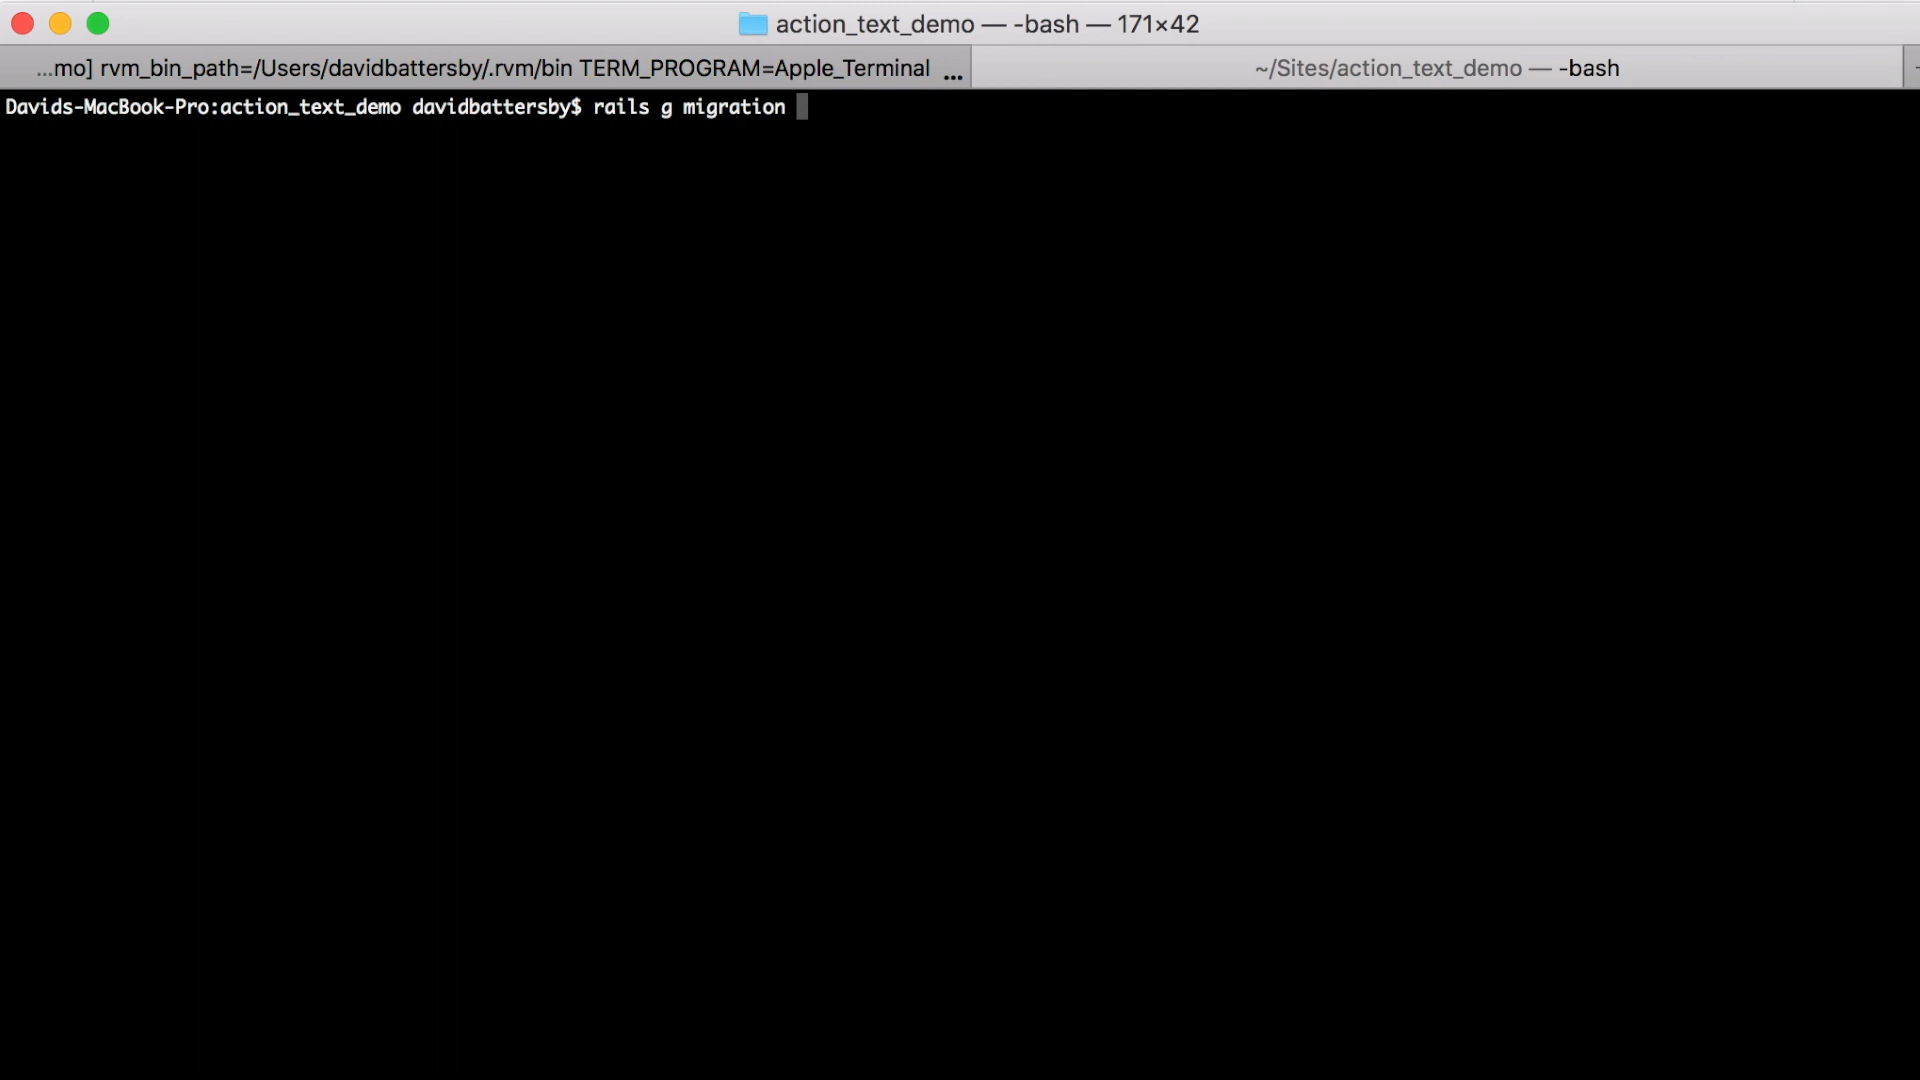 action_text_demo — -bash — 171×42
...mo] rvm_bin_path=/Users/davidbattersby/.rvm/bin TERM_PROGRAM=Apple_Terminal ...
~/Sites/action_text_demo — -bash
Davids-MacBook-Pro:action_text_demo davidbattersby$ rails g migration